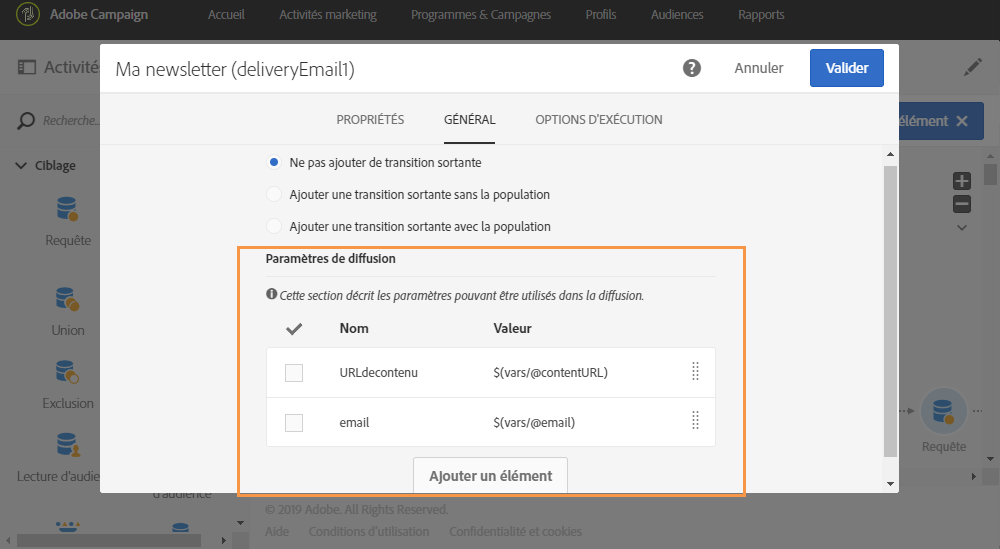 Adobe Campaign Accueil Activités marketing Programmes & Campagnes Profils Audiences Rapports
Activités
Ma newsletter (deliveryEmail1) Annuler Valider
Recherche...
élément
PROPRIÉTÉS GÉNÉRAL OPTIONS D'EXÉCUTION
Ciblage
Ne pas ajouter de transition sortante
Ajouter une transition sortante sans la population
Ajouter une transition sortante avec la population
Requête
Paramètres de diffusion
Cette section décrit les paramètres pouvant être utilisés dans la diffusion.
Union
Nom Valeur
URLdecontenu $(vars/@contentURL)
Exclusion
email $(vars/@email)
Requête
Lecture d'audie
Ajouter un élément
d'audience
© 2019 Adobe. All Rights Reserved.
Aide Conditions d'utilisation Confidentialité et cookies